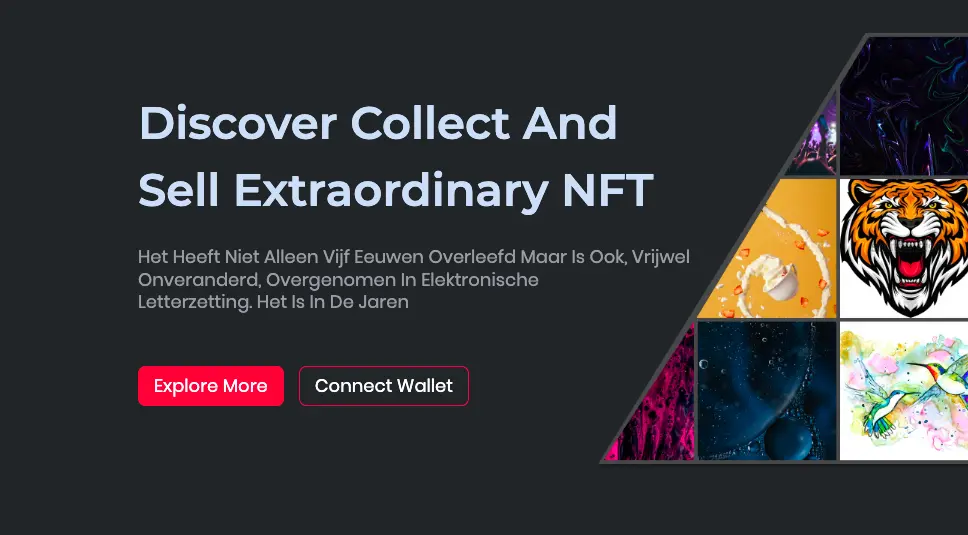 Discover Collect And
Sell Extraordinary NFT
Het Heeft Niet Alleen Vijf Eeuwen Overleefd Maar Is Ook, Vrijwel
Onveranderd, Overgenomen In Elektronische
Letterzetting. Het Is In De Jaren
Explore More
Connect Wallet